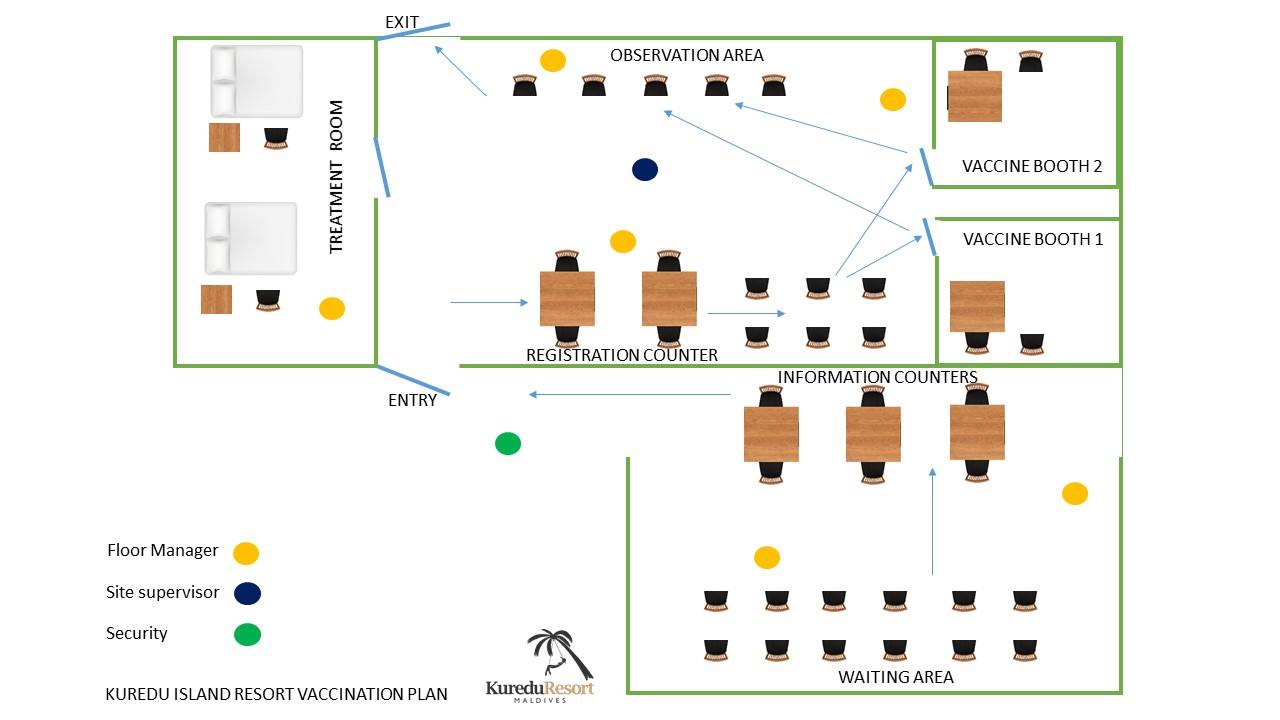 EXIT
OBSERVATION AREA
TREATMENT ROOM
VACCINE BOOTH 2
VACCINE BOOTH 1
REGISTRATION COUNTER
INFORMATION COUNTERS
ENTRY
Floor Manager
Site supervisor
Security
WAITING AREA
KUREDU ISLAND RESORT VACCINATION PLAN
KureduResort
MALDIVES